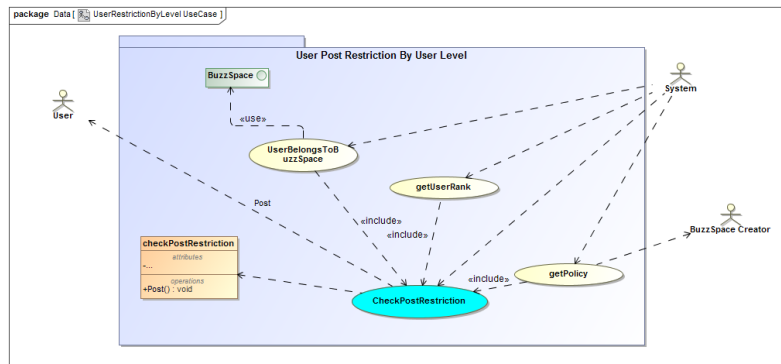 package Data [ UserRestrictionByLevel UseCase ]
User Post Restriction By User Level
BuzzSpace
System
User
«use»
UserBelongsToB
uzzSpace
getUserRank
Post
«include»
«include»
BuzzSpace Creator
checkPostRestriction
attributes
-...
operations
+Post() : void
«include»
getPolicy
CheckPostRestriction